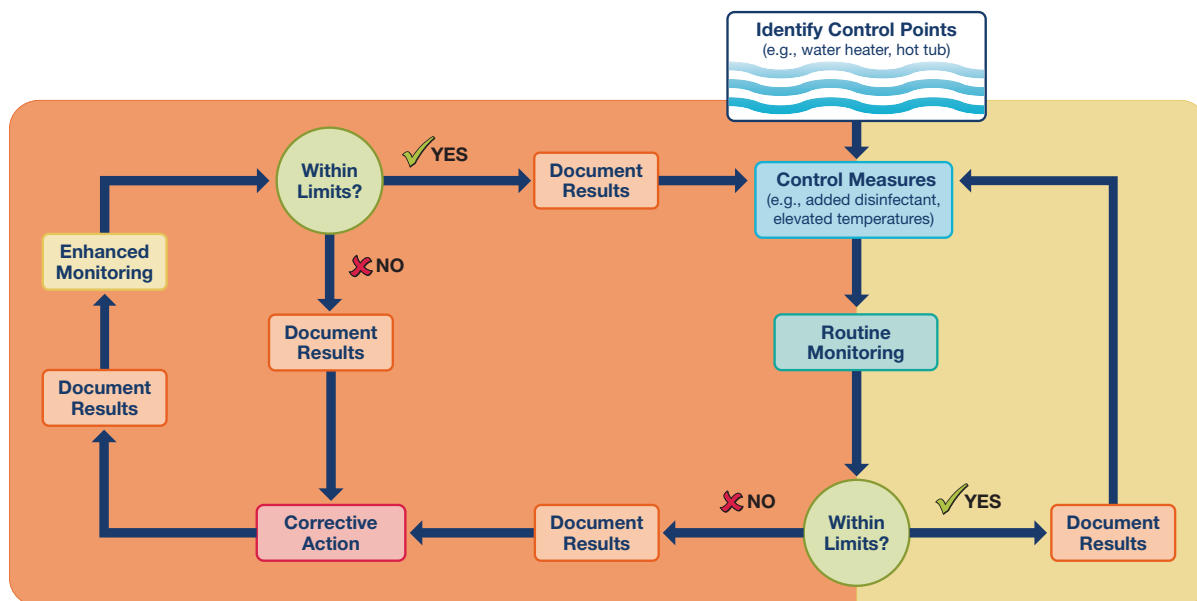 Identify Control Points
(e.g., water heater, hot tub)
Within
Limits?
YES
Document
Results
Control Measures
(e.g., added disinfectant,
elevated temperatures)
Enhanced
Monitoring
NO
Document
Results
Routine
Monitoring
Document
Results
Corrective
Action
Document
Results
NO
Within
Limits?
YES
Document
Results